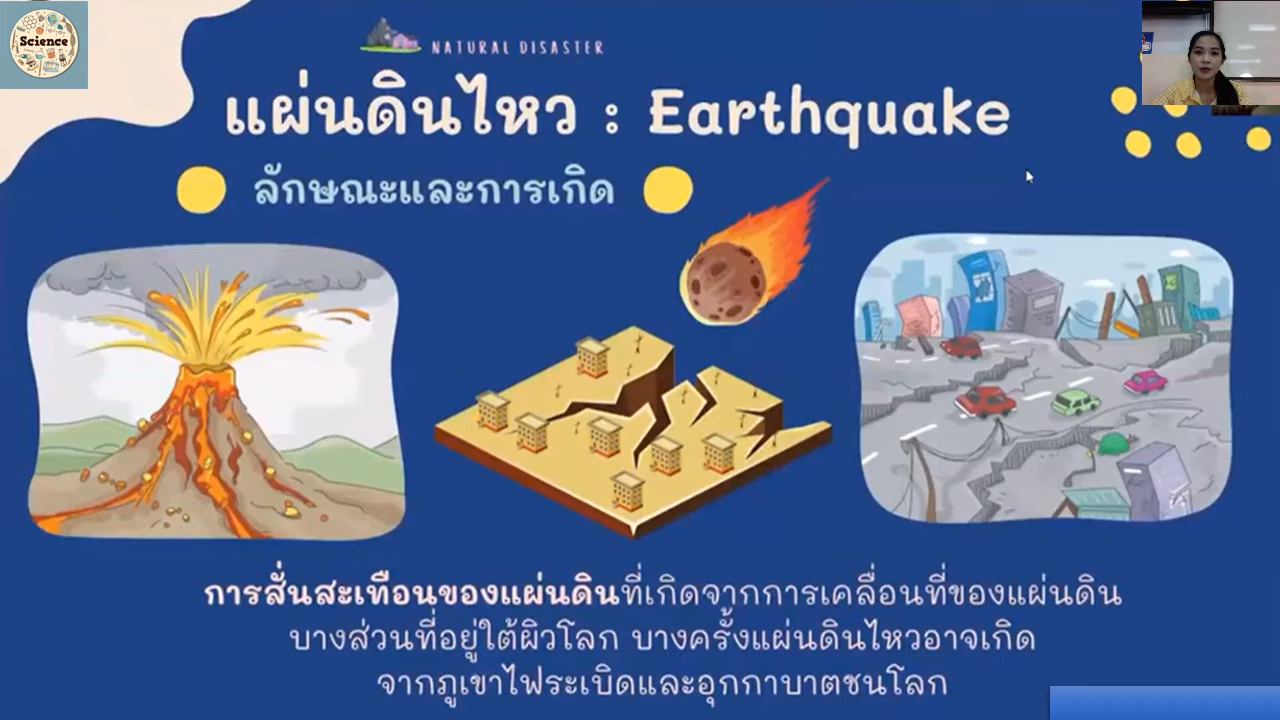 Science
NATURAL DISASTER
แผ่นดินไหว : Earthquake
ลักษณะและการเกิด
การสั่นสะเทือนของแผ่นดินที่เกิดจากการเคลื่อนที่ของแผ่นดิน
บางส่วนที่อยู่ใต้ผิวโลก บางครั้งแผ่นดินไหวอาจเกิด
จากภูเขาไฟระเบิดและอุกกาบาตชนโลก